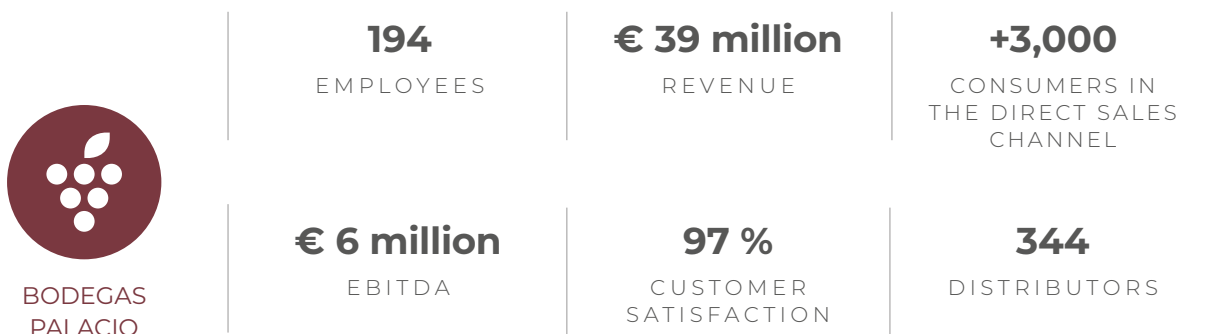 194
EMPLOYEES
€ 39 million
REVENUE
+3,000
CONSUMERS IN
THE DIRECT SALES
CHANNEL
BODEGAS
PALACIO
€ 6 million
EBITDA
97 %
CUSTOMER
SATISFACTION
344
DISTRIBUTORS